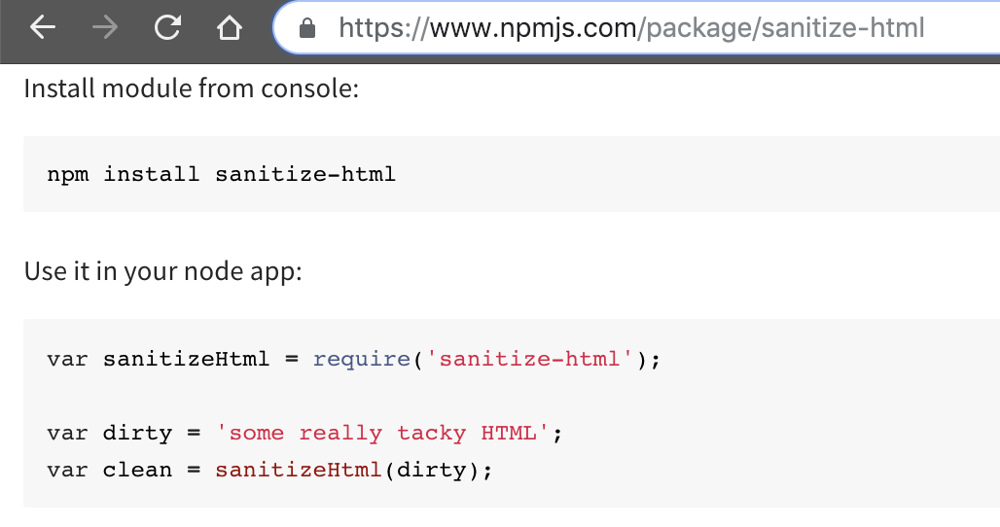 https://www.npmjs.com/package/sanitize-html
Install module from console:
npm install sanitize-html
Use it in your node app:
var sanitizeHtml = require('sanitize-html');
var dirty = 'some really tacky HTML';
var clean = sanitizeHtml(dirty);